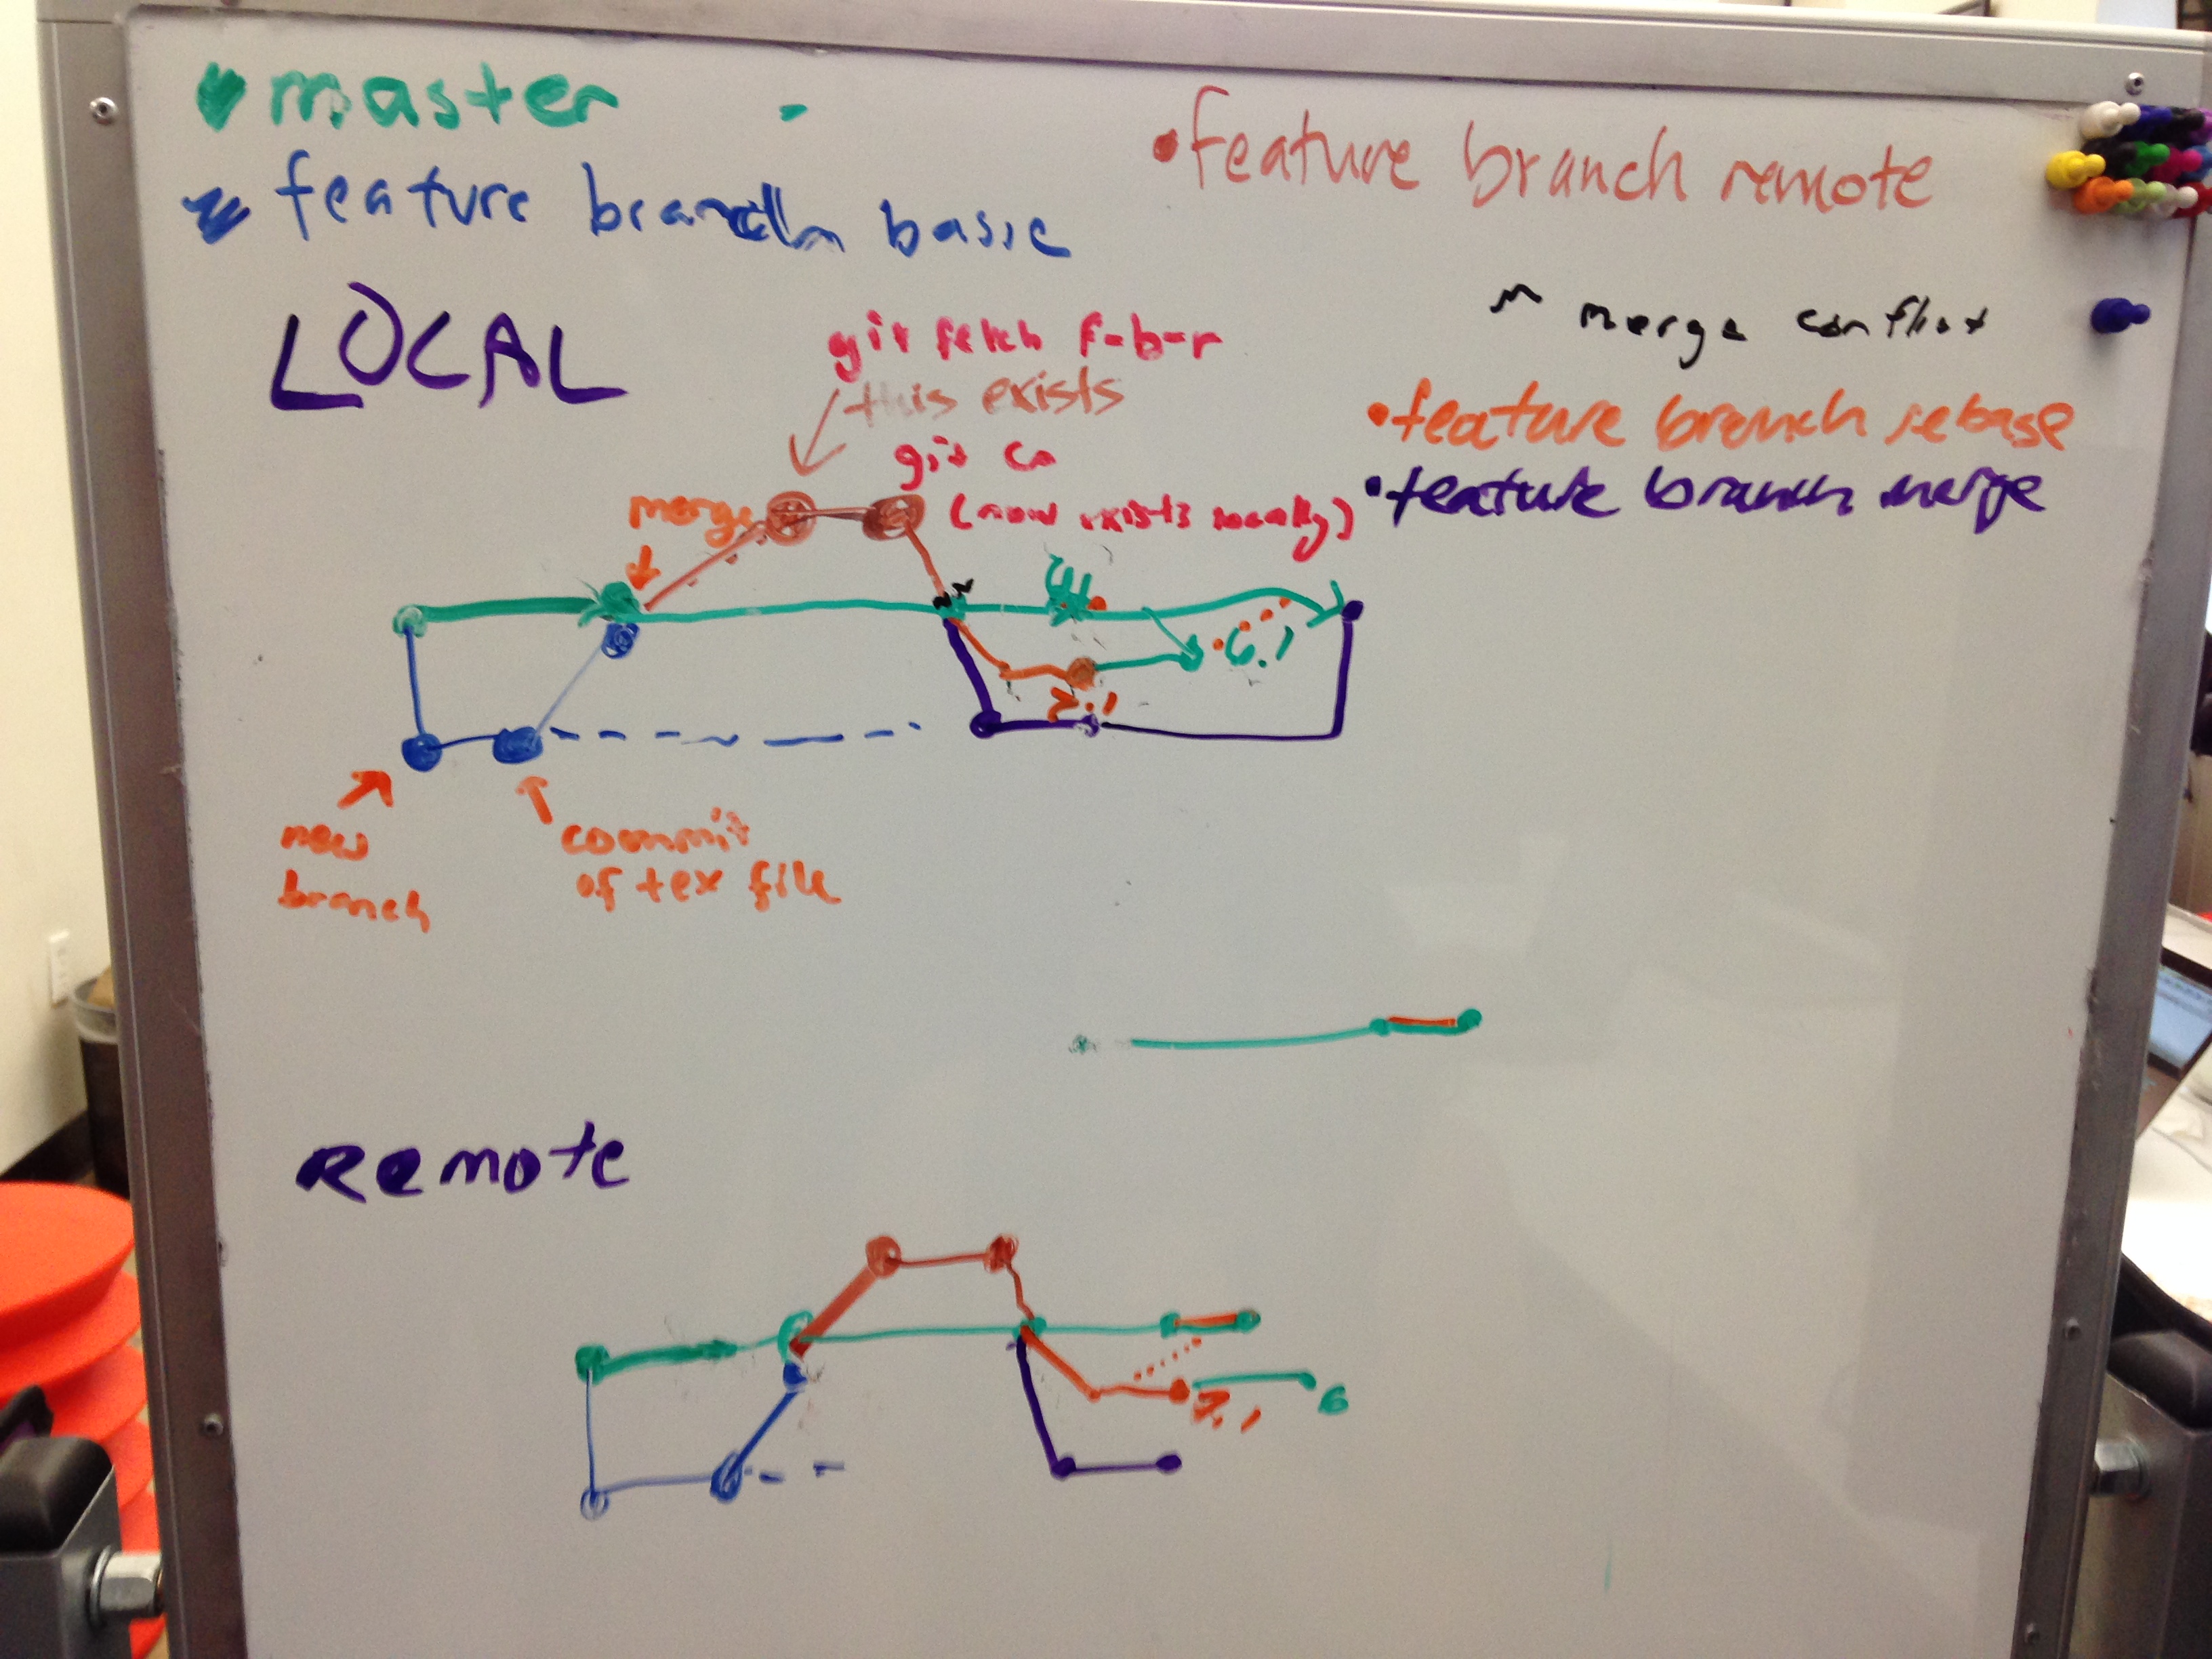 master
feature branch basic
feature branch remote
merge conflict
feature branch rebase
feature branch merge
LOCAL
git fetch f-b-r
this exists
git co
(now exists locally)
merge
6.1
7.1
new
branch
commit
of tex file
Remote
7.1
6